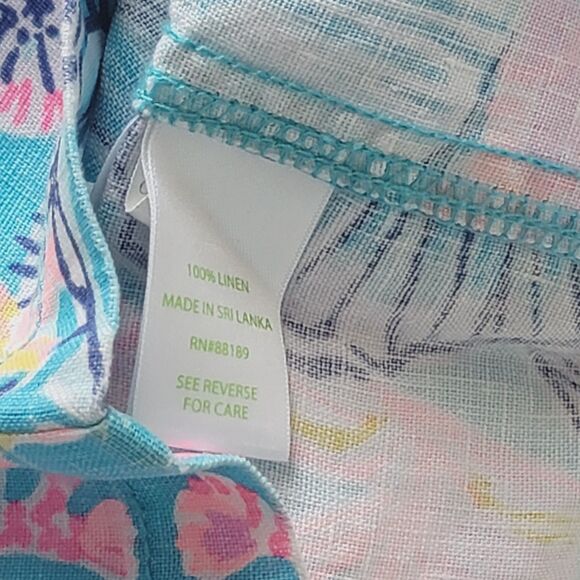 100% LINEN
MADE IN SRI LANKA
RN#88189
SEE REVERSE
FOR CARE